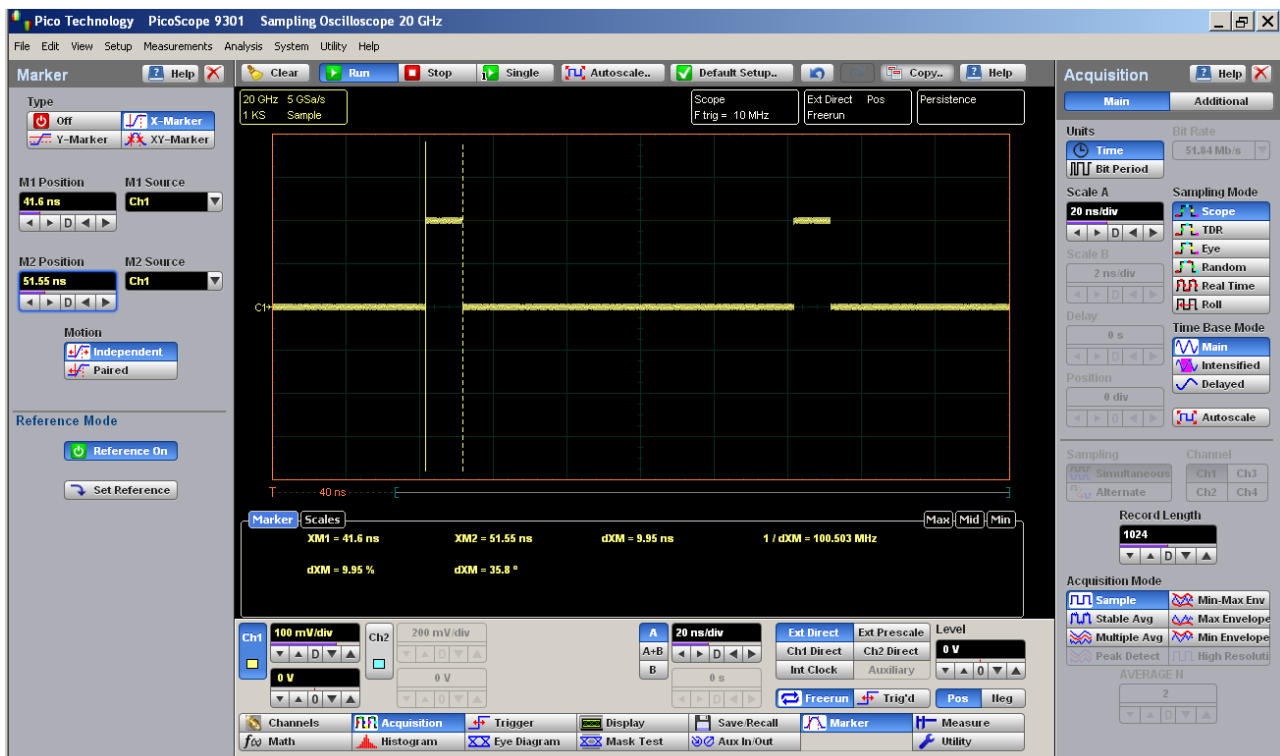 Pico Technology PicoScope 9301 Sampling Oscilloscope 20 GHz
File Edit View Setup Measurements Analysis System Utility Help
Marker
Help
Type
Off
X-Marker
Y-Marker
XY-Marker
M1 Position
M1 Source
41.6 ns
Ch1
D
M2 Position
M2 Source
51.55 ns
Ch1
D
Motion
Independent
Paired
Reference Mode
Reference On
Set Reference
Clear
Run
Stop
Single
Autoscale..
Default Setup..
Copy..
Help
20 GHz 5 GSa/s
1 KS Sample
Scope
F trig = 10 MHz
Ext Direct Pos
Freerun
Persistence
C1
T
40 ns
Marker
Scales
Max
Mid
Min
XM1 = 41.6 ns
XM2 = 51.55 ns
dXM = 9.95 ns
1 / dXM = 100.503 MHz
dXM = 9.95 %
dXM = 35.8 °
Ch1
100 mV/div
D
0 V
0
Ch2
200 mV/div
D
0 V
0
A
A+B
B
20 ns/div
D
0 s
D
Ext Direct
Ext Prescale
Ch1 Direct
Ch2 Direct
Int Clock
Auxiliary
Level
0 V
0
Freerun
Trig'd
Pos
Neg
Channels
Acquisition
Trigger
Display
Save/Recall
Marker
Measure
f(x) Math
Histogram
Eye Diagram
Mask Test
Aux In/Out
Utility
Acquisition
Help
Main
Additional
Units
Bit Rate
Time
51.84 Mb/s
Bit Period
Scale A
Sampling Mode
20 ns/div
Scope
D
TDR
Scale B
Eye
2 ns/div
Random
D
Real Time
Roll
Delay
Time Base Mode
0 s
Main
D
Intensified
Position
Delayed
0 div
0
Autoscale
Sampling
Channel
Simultaneous
Ch1
Ch3
Alternate
Ch2
Ch4
Record Length
1024
D
Acquisition Mode
Sample
Min-Max Env
Stable Avg
Max Envelope
Multiple Avg
Min Envelope
Peak Detect
High Resoluti
AVERAGE N
2
D